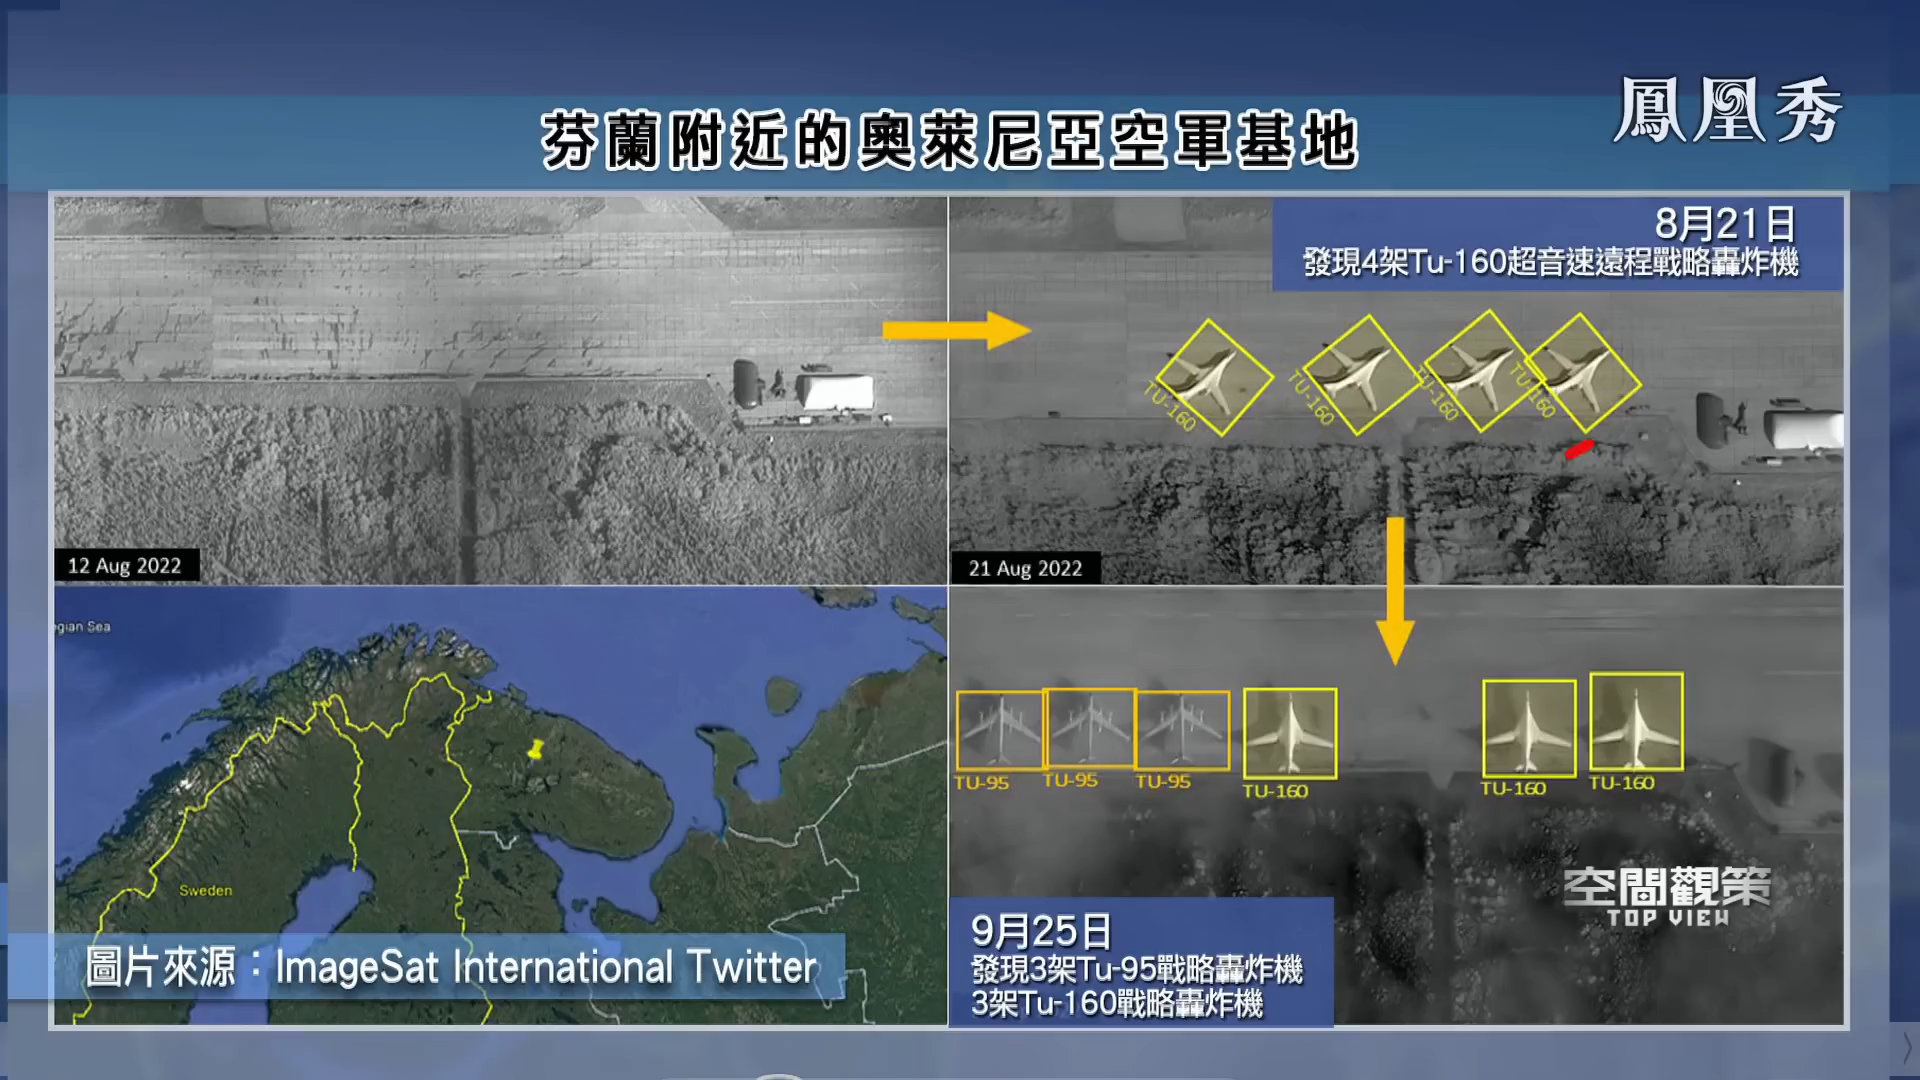 芬蘭附近的奧萊尼亞空軍基地
鳳凰秀
8月21日
發現4架Tu-160超音速遠程戰略轟炸機
TU-160
TU-160
TU-160
TU-160
12 Aug 2022
21 Aug 2022
gian Sea
Sweden
圖片來源：ImageSat International Twitter
TU-95
TU-95
TU-95
TU-160
TU-160
TU-160
空間觀策
TOP VIEW
9月25日
發現3架Tu-95戰略轟炸機
3架Tu-160戰略轟炸機